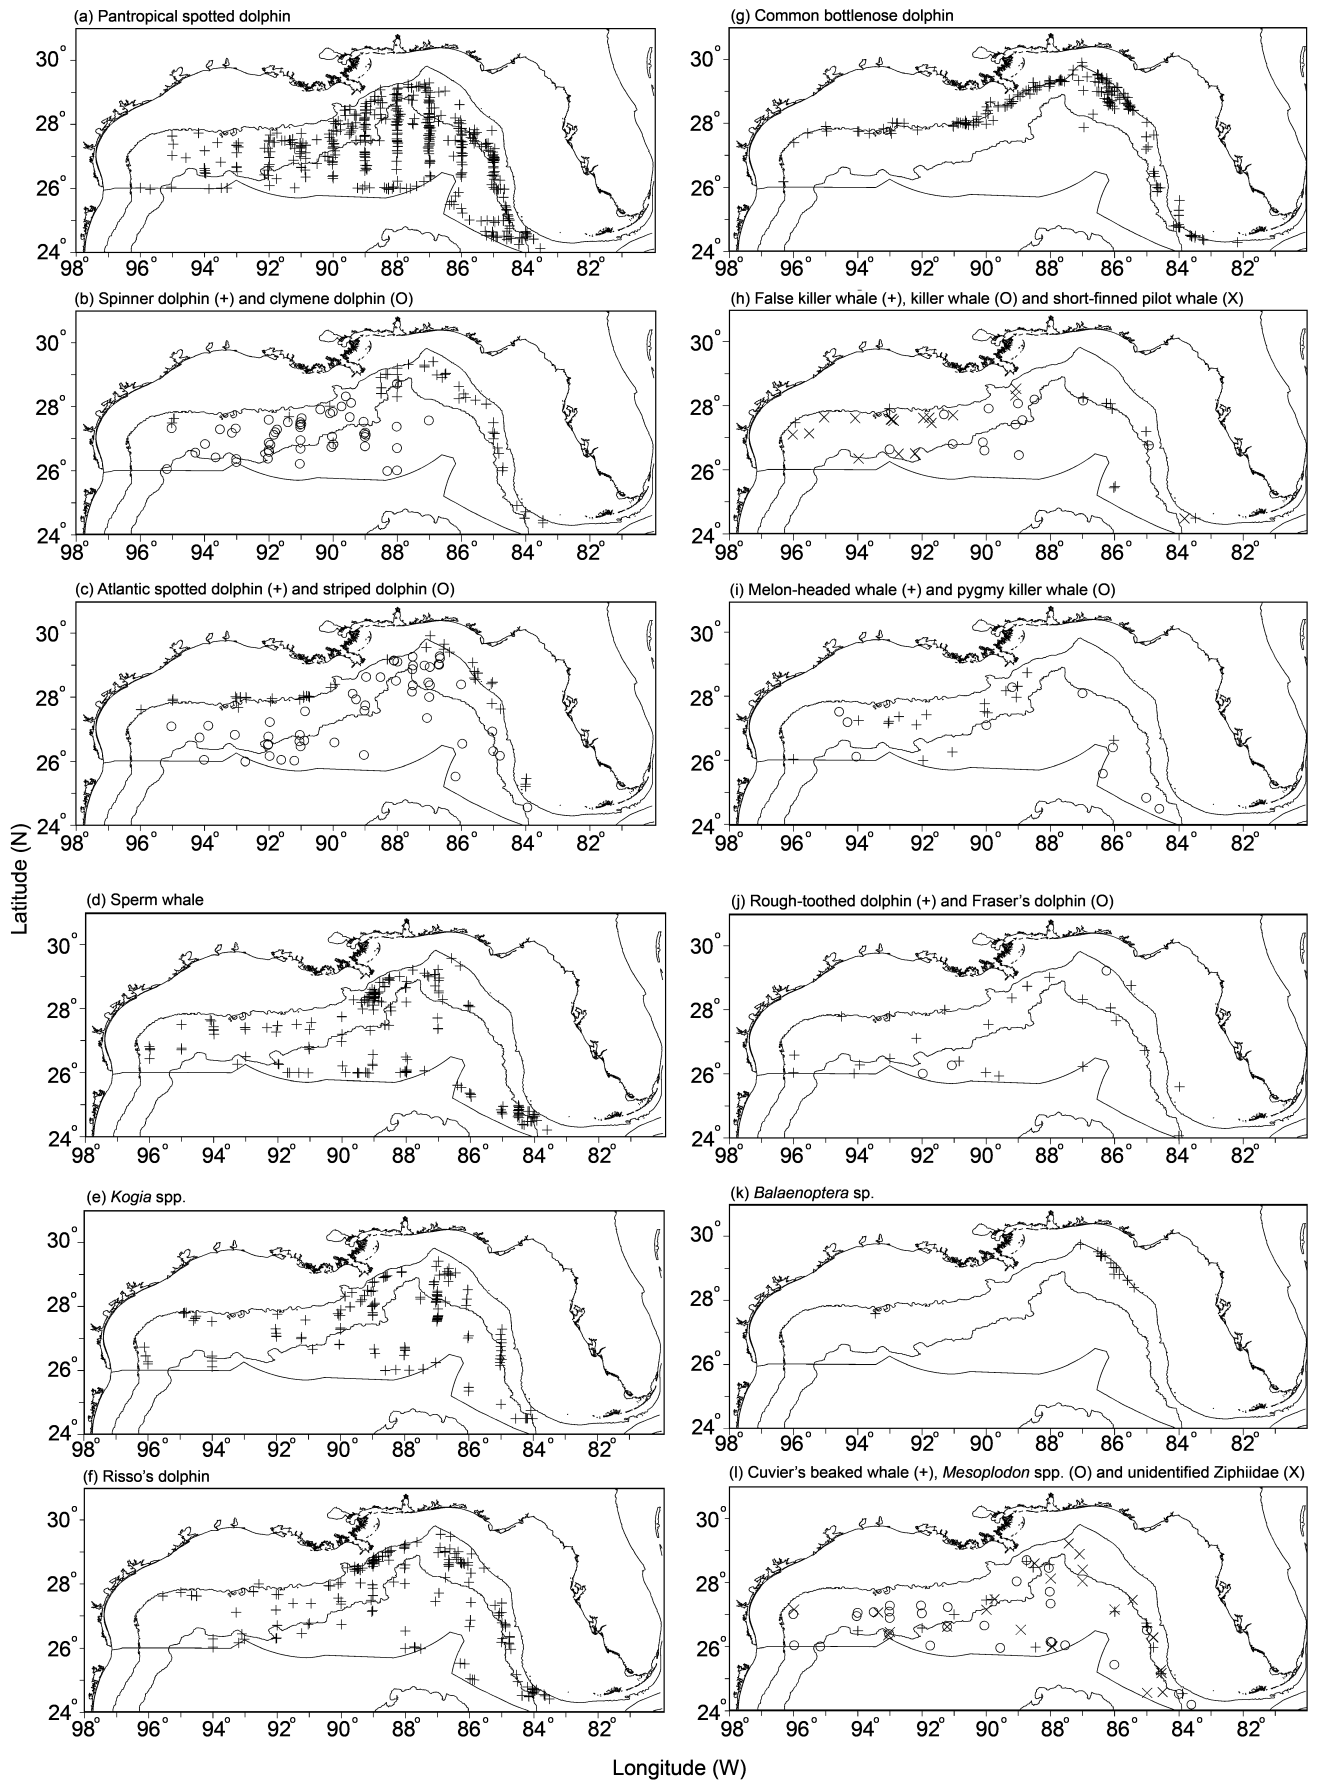 (a) Pantropical spotted dolphin
30°
28°
26°
24°
98° 96° 94° 92° 90° 88° 86° 84° 82°
(b) Spinner dolphin (+) and clymene dolphin (O)
30°
28°
26°
24°
98° 96° 94° 92° 90° 88° 86° 84° 82°
(c) Atlantic spotted dolphin (+) and striped dolphin (O)
30°
28°
26°
24°
98° 96° 94° 92° 90° 88° 86° 84° 82°
Latitude (N)
(d) Sperm whale
30°
28°
26°
24°
98° 96° 94° 92° 90° 88° 86° 84° 82°
(e) Kogia spp.
30°
28°
26°
24°
98° 96° 94° 92° 90° 88° 86° 84° 82°
(f) Risso's dolphin
30°
28°
26°
24°
98° 96° 94° 92° 90° 88° 86° 84° 82°
(g) Common bottlenose dolphin
30°
28°
26°
24°
98° 96° 94° 92° 90° 88° 86° 84° 82°
(h) False killer whale (+), killer whale (O) and short-finned pilot whale (X)
30°
28°
26°
24°
98° 96° 94° 92° 90° 88° 86° 84° 82°
(i) Melon-headed whale (+) and pygmy killer whale (O)
30°
28°
26°
24°
98° 96° 94° 92° 90° 88° 86° 84° 82°
(j) Rough-toothed dolphin (+) and Fraser's dolphin (O)
30°
28°
26°
24°
98° 96° 94° 92° 90° 88° 86° 84° 82°
(k) Balaenoptera sp.
30°
28°
26°
24°
98° 96° 94° 92° 90° 88° 86° 84° 82°
(l) Cuvier's beaked whale (+), Mesoplodon spp. (O) and unidentified Ziphiidae (X)
30°
28°
26°
24°
98° 96° 94° 92° 90° 88° 86° 84° 82°
Longitude (W)